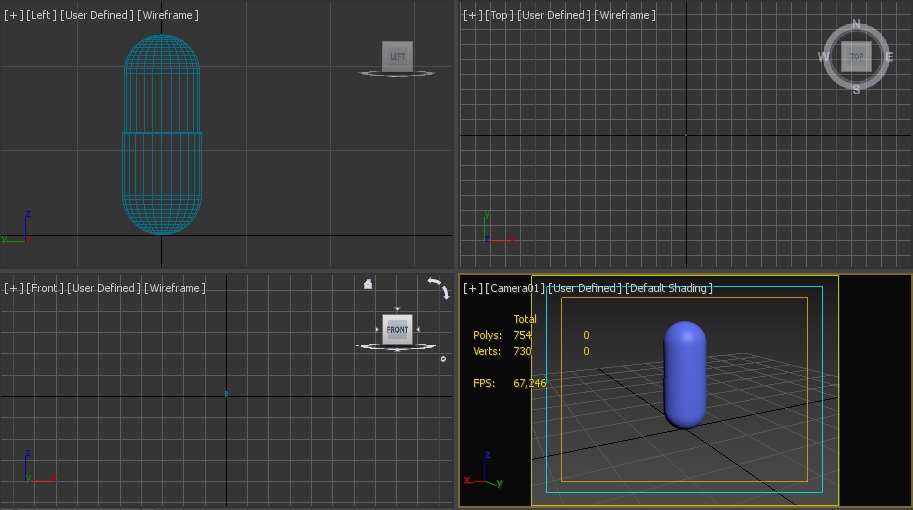 [+] [Left] [User Defined] [Wireframe]
LEFT
z
y x
[+] [Top] [User Defined] [Wireframe]
N
W TOP E
S
y
z x
[+] [Front] [User Defined] [Wireframe]
FRONT
z
y x
[+] [Camera01] [User Defined] [Default Shading]
Total
Polys: 754 0
Verts: 730 0
FPS: 67,246
z
x y